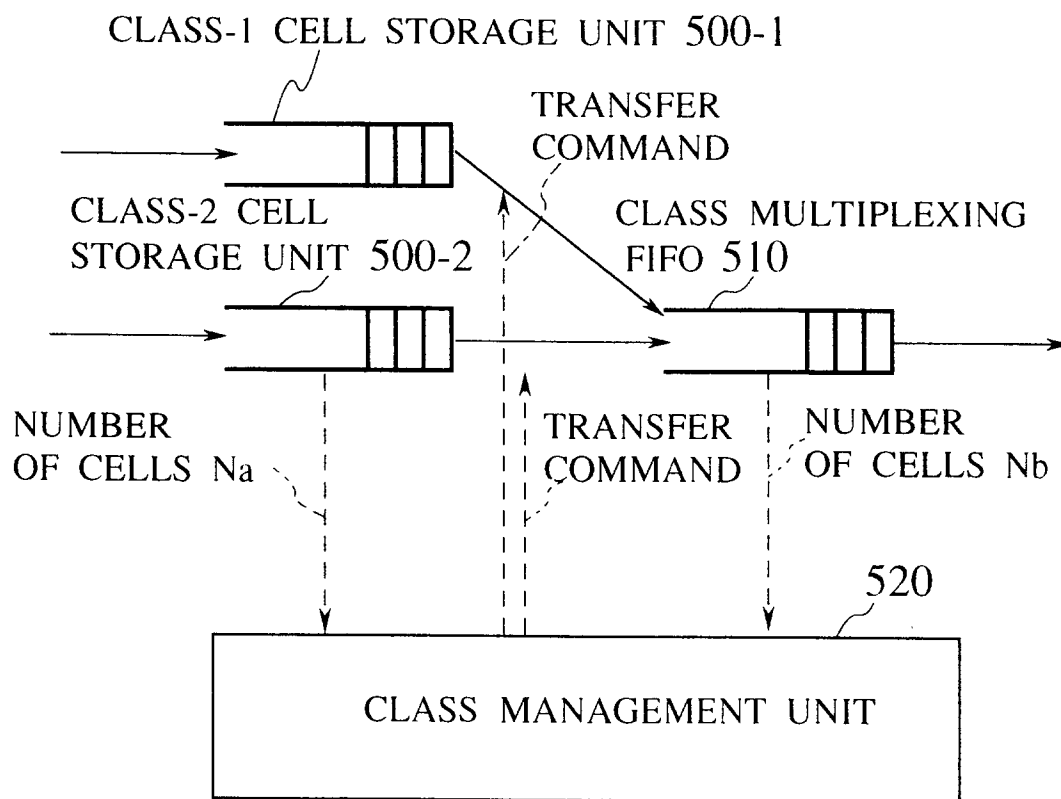 CLASS-1 CELL STORAGE UNIT 500-1
TRANSFER
COMMAND
CLASS-2 CELL
STORAGE UNIT 500-2
CLASS MULTIPLEXING
FIFO 510
NUMBER
OF CELLS Na
TRANSFER
COMMAND
NUMBER
OF CELLS Nb
520
CLASS MANAGEMENT UNIT